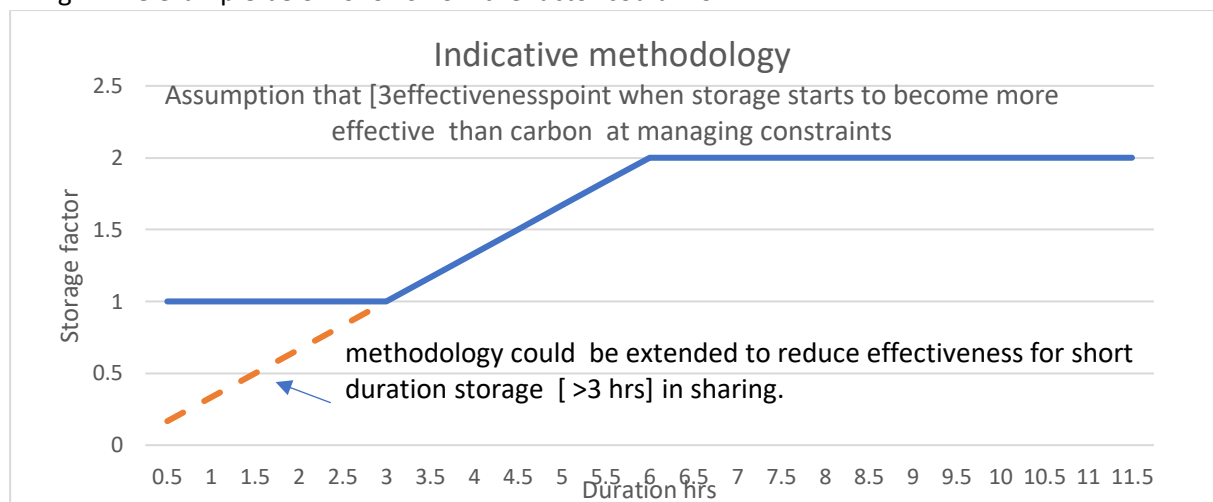 Indicative methodology
Assumption that [3effectivenesspoint when storage starts to become more
effective than carbon at managing constraints
2.5
2
1.5
1
0.5
0
Storage factor
methodology could be extended to reduce effectiveness for short
duration storage [ >3 hrs] in sharing.
0.5 1 1.5 2 2.5 3 3.5 4 4.5 5 5.5 6 6.5 7 7.5 8 8.5 9 9.5 10 10.5 11 11.5
Duration hrs